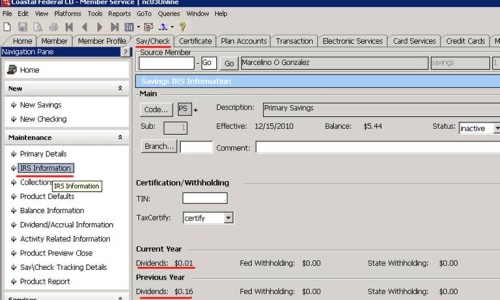 Coastal Federal CU - Member Service | nc030nline
File Edit View Platforms Tools Reports GoTo Queries Window Help
Home Member Member Profile Sav/Check Certificate Plan Accounts Transaction Electronic Services Card Services Credit Cards M
Navigation Pane
Source Member
- Go Go Marcelino O Gonzalez savings 1
Home
Savings IRS Information
New
Main
New Savings
Code... PS Description: Primary Savings
New Checking
Sub: 1 Effective: 12/15/2010 Balance: $5.44 Status: inactive
Maintenance
Branch... Comment:
Primary Details
IRS Information
Certification/Withholding
Collection
IRS Information
TIN:
Product Defaults
Balance Information
TaxCertify: certify
Dividend/Accrual Information
Activity Related Information
Current Year
Product Preview Close
Dividends: $0.01 Fed Withholding: $0.00 State Withholding: $0.00
Sav\Check Tracking Details
Previous Year
Product Report
Dividends: $0.16 Fed Withholding: $0.00 State Withholding: $0.00
Services